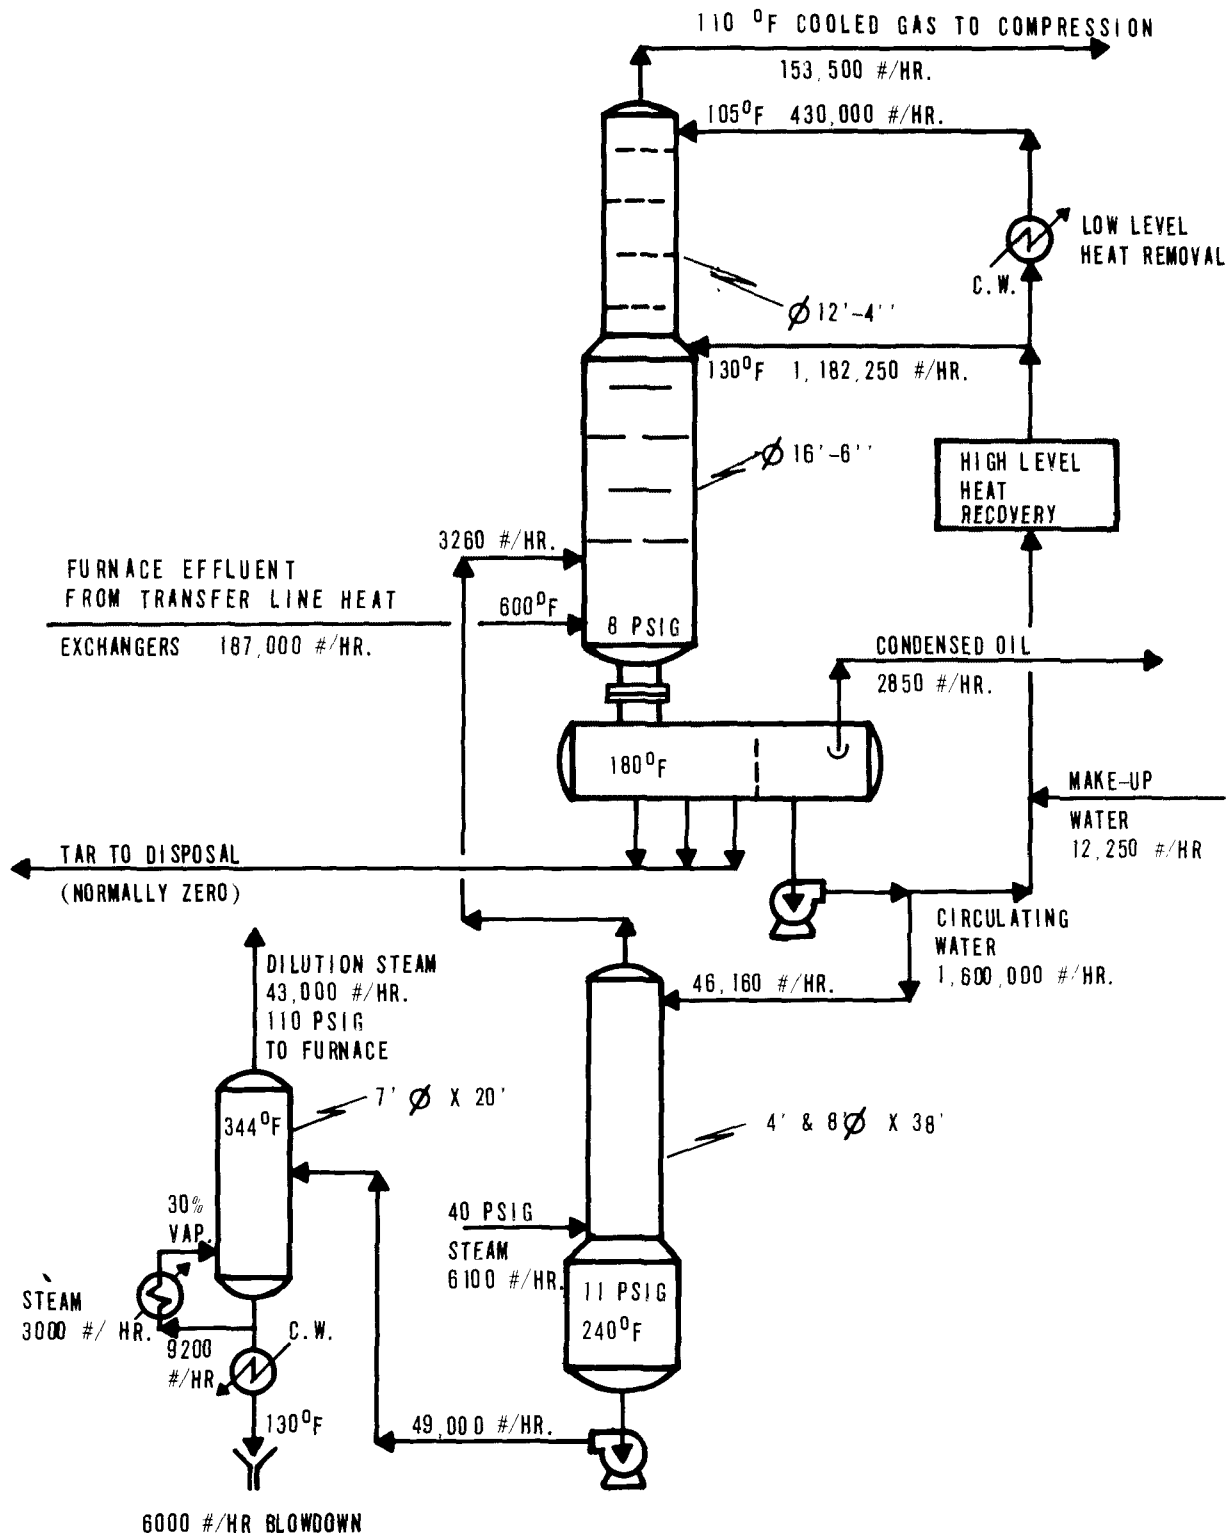 110 °F COOLED GAS TO COMPRESSION
153,500 #/HR.
105°F 430,000 #/HR.
LOW LEVEL
HEAT REMOVAL
C.W.
Ø 12'-4''
130°F 1,182,250 #/HR.
Ø 16'-6''
HIGH LEVEL
HEAT
RECOVERY
3260 #/HR.
FURNACE EFFLUENT
FROM TRANSFER LINE HEAT
EXCHANGERS 187,000 #/HR.
600°F
8 PSIG
CONDENSED OIL
2850 #/HR.
180°F
MAKE-UP
WATER
12,250 #/HR
TAR TO DISPOSAL
(NORMALLY ZERO)
CIRCULATING
WATER
1,600,000 #/HR.
DILUTION STEAM
43,000 #/HR.
110 PSIG
TO FURNACE
46,160 #/HR.
7' Ø X 20'
344°F
4' & 8'Ø X 38'
30%
VAP.
40 PSIG
STEAM
6100 #/HR.
11 PSIG
240°F
STEAM
3000 #/ HR.
9200
#/HR
C.W.
130°F
49,000 #/HR.
6000 #/HR BLOWDOWN